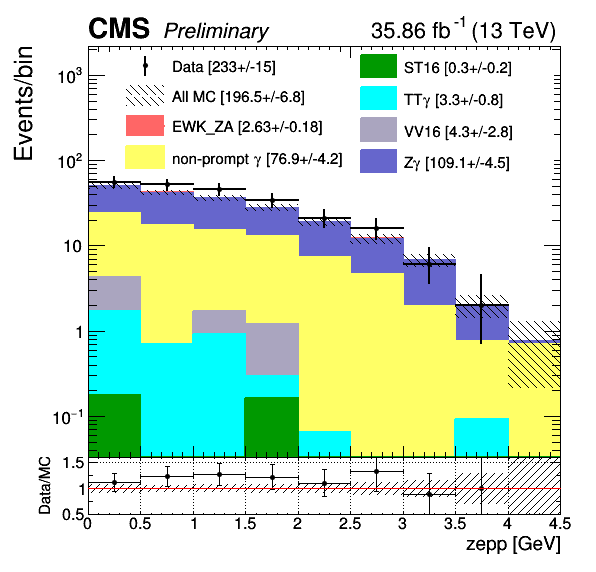 CMS Preliminary 35.86 fb⁻¹ (13 TeV)
Events/bin
Data [233+/-15]
All MC [196.5+/-6.8]
EWK_ZA [2.63+/-0.18]
non-prompt γ [76.9+/-4.2]
ST16 [0.3+/-0.2]
TTγ [3.3+/-0.8]
VV16 [4.3+/-2.8]
Zγ [109.1+/-4.5]
10³
10²
10
1
10⁻¹
Data/MC
1.5
1
0.5
0 0.5 1 1.5 2 2.5 3 3.5 4 4.5
zepp [GeV]